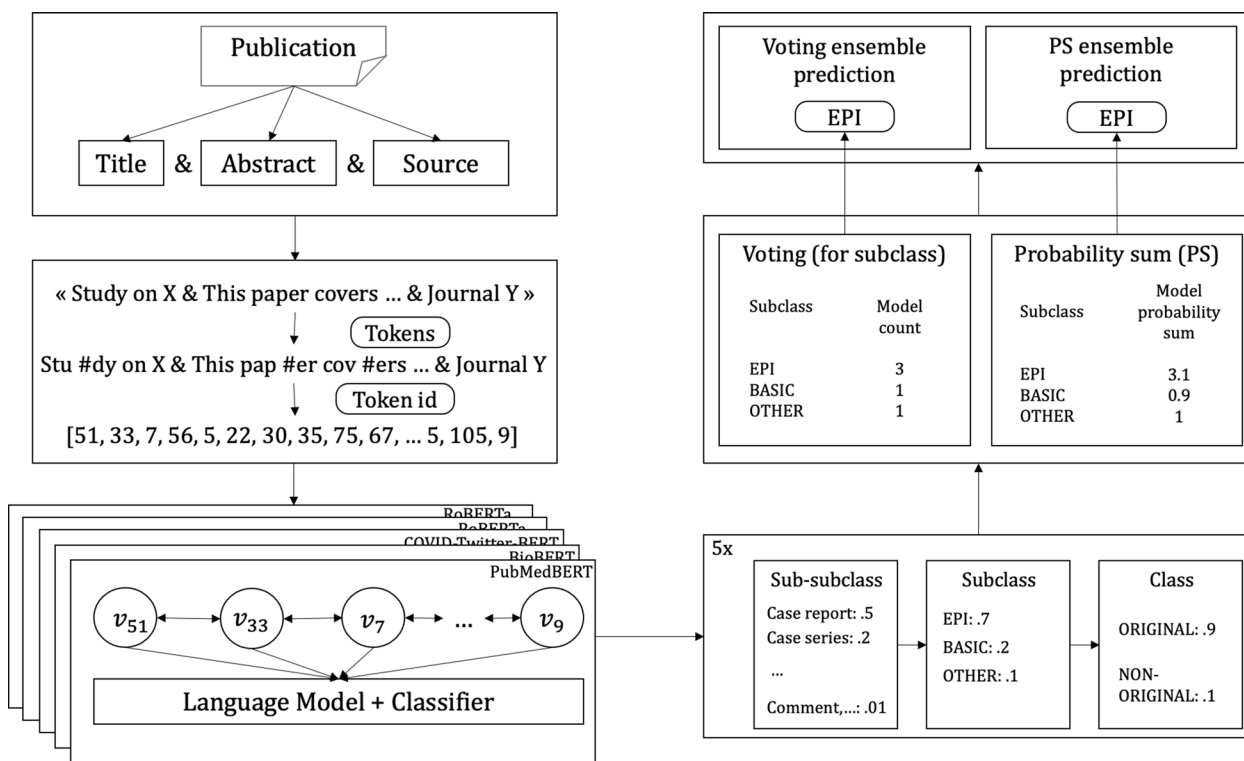 Publication
Title & Abstract & Source
« Study on X & This paper covers ... & Journal Y »
Tokens
Stu #dy on X & This pap #er cov #ers ... & Journal Y
Token id
[51, 33, 7, 56, 5, 22, 30, 35, 75, 67, ... 5, 105, 9]
RoBERTa
RoBERTa
COVID-Twitter-BERT
BioBERT
PubMedBERT
v51 v33 v7 ... v9
Language Model + Classifier
5x
Sub-subclass
Case report: .5
Case series: .2
...
Comment,...: .01
Subclass
EPI: .7
BASIC: .2
OTHER: .1
Class
ORIGINAL: .9
NON-
ORIGINAL: .1
Voting (for subclass)
Subclass Model
count
EPI 3
BASIC 1
OTHER 1
Probability sum (PS)
Model
Subclass probability
sum
EPI 3.1
BASIC 0.9
OTHER 1
Voting ensemble
prediction
EPI
PS ensemble
prediction
EPI